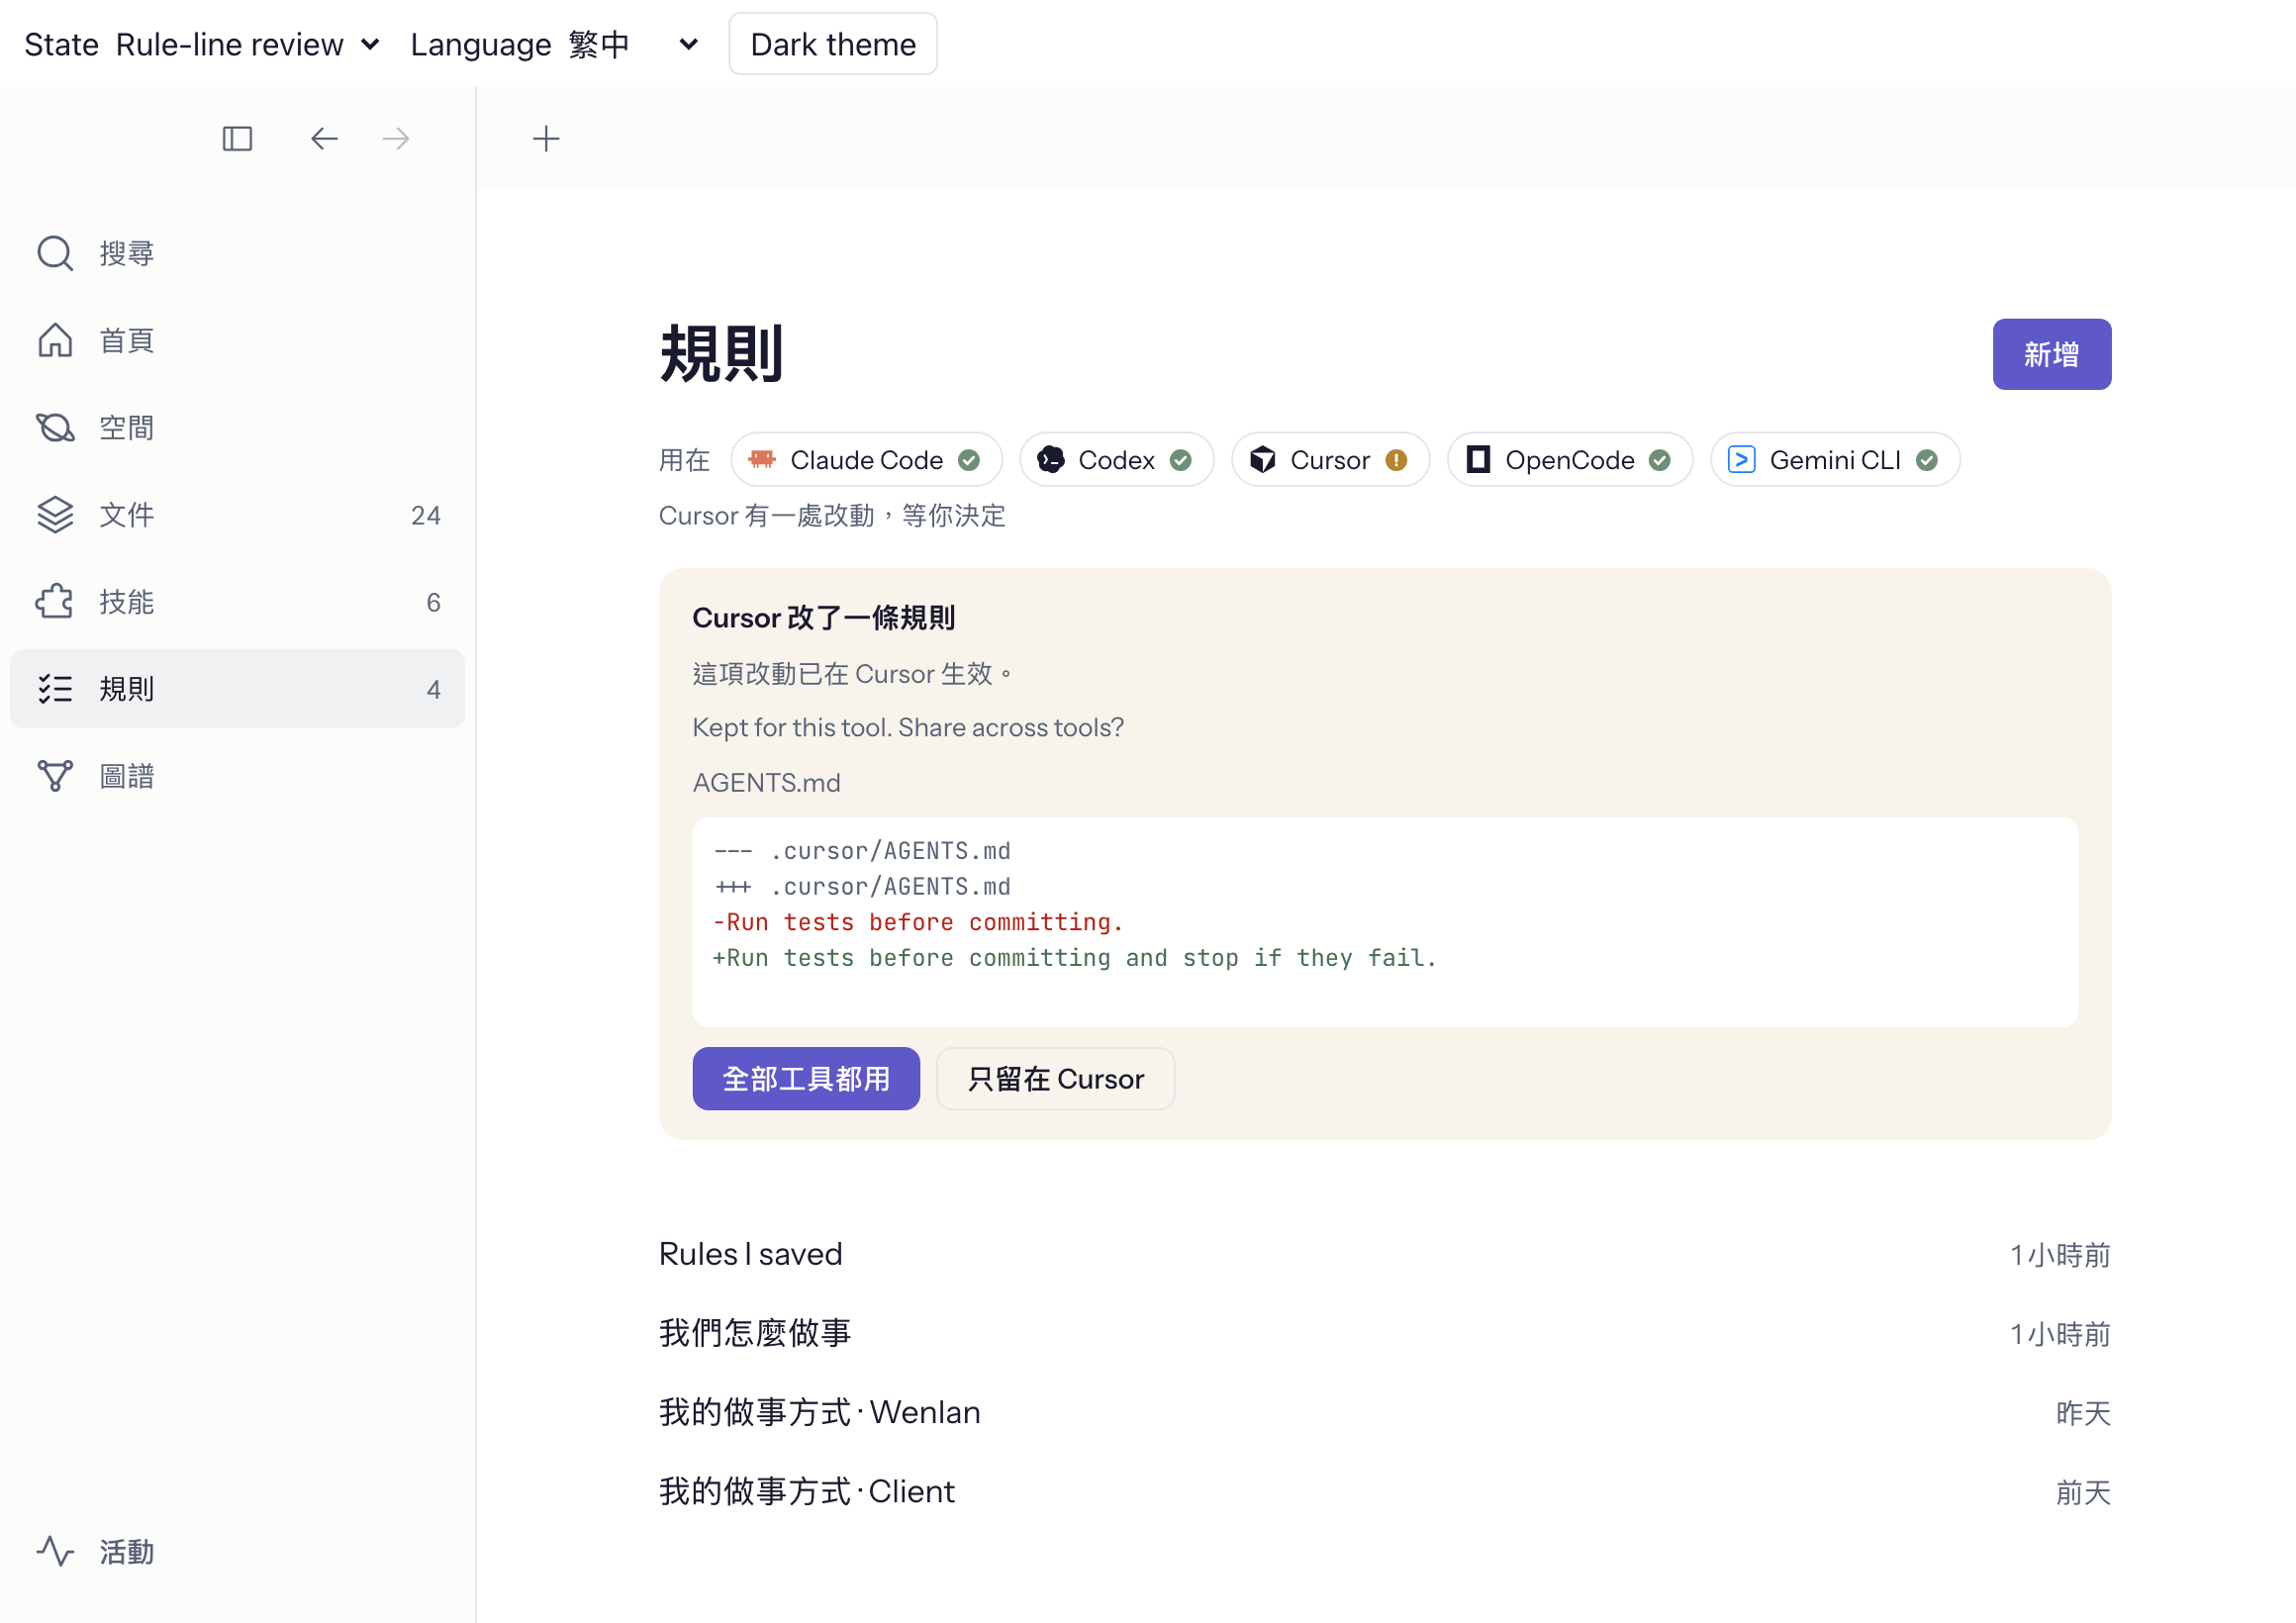 State Rule-line review Language 繁中 Dark theme
搜尋
首頁
空間
文件 24
技能 6
規則 4
圖譜
活動
規則
新增
用在 Claude Code Codex Cursor OpenCode Gemini CLI
Cursor 有一處改動，等你決定
Cursor 改了一條規則
這項改動已在 Cursor 生效。
Kept for this tool. Share across tools?
AGENTS.md
--- .cursor/AGENTS.md
+++ .cursor/AGENTS.md
-Run tests before committing.
+Run tests before committing and stop if they fail.
全部工具都用 只留在 Cursor
Rules I saved 1 小時前
我們怎麼做事 1 小時前
我的做事方式 · Wenlan 昨天
我的做事方式 · Client 前天